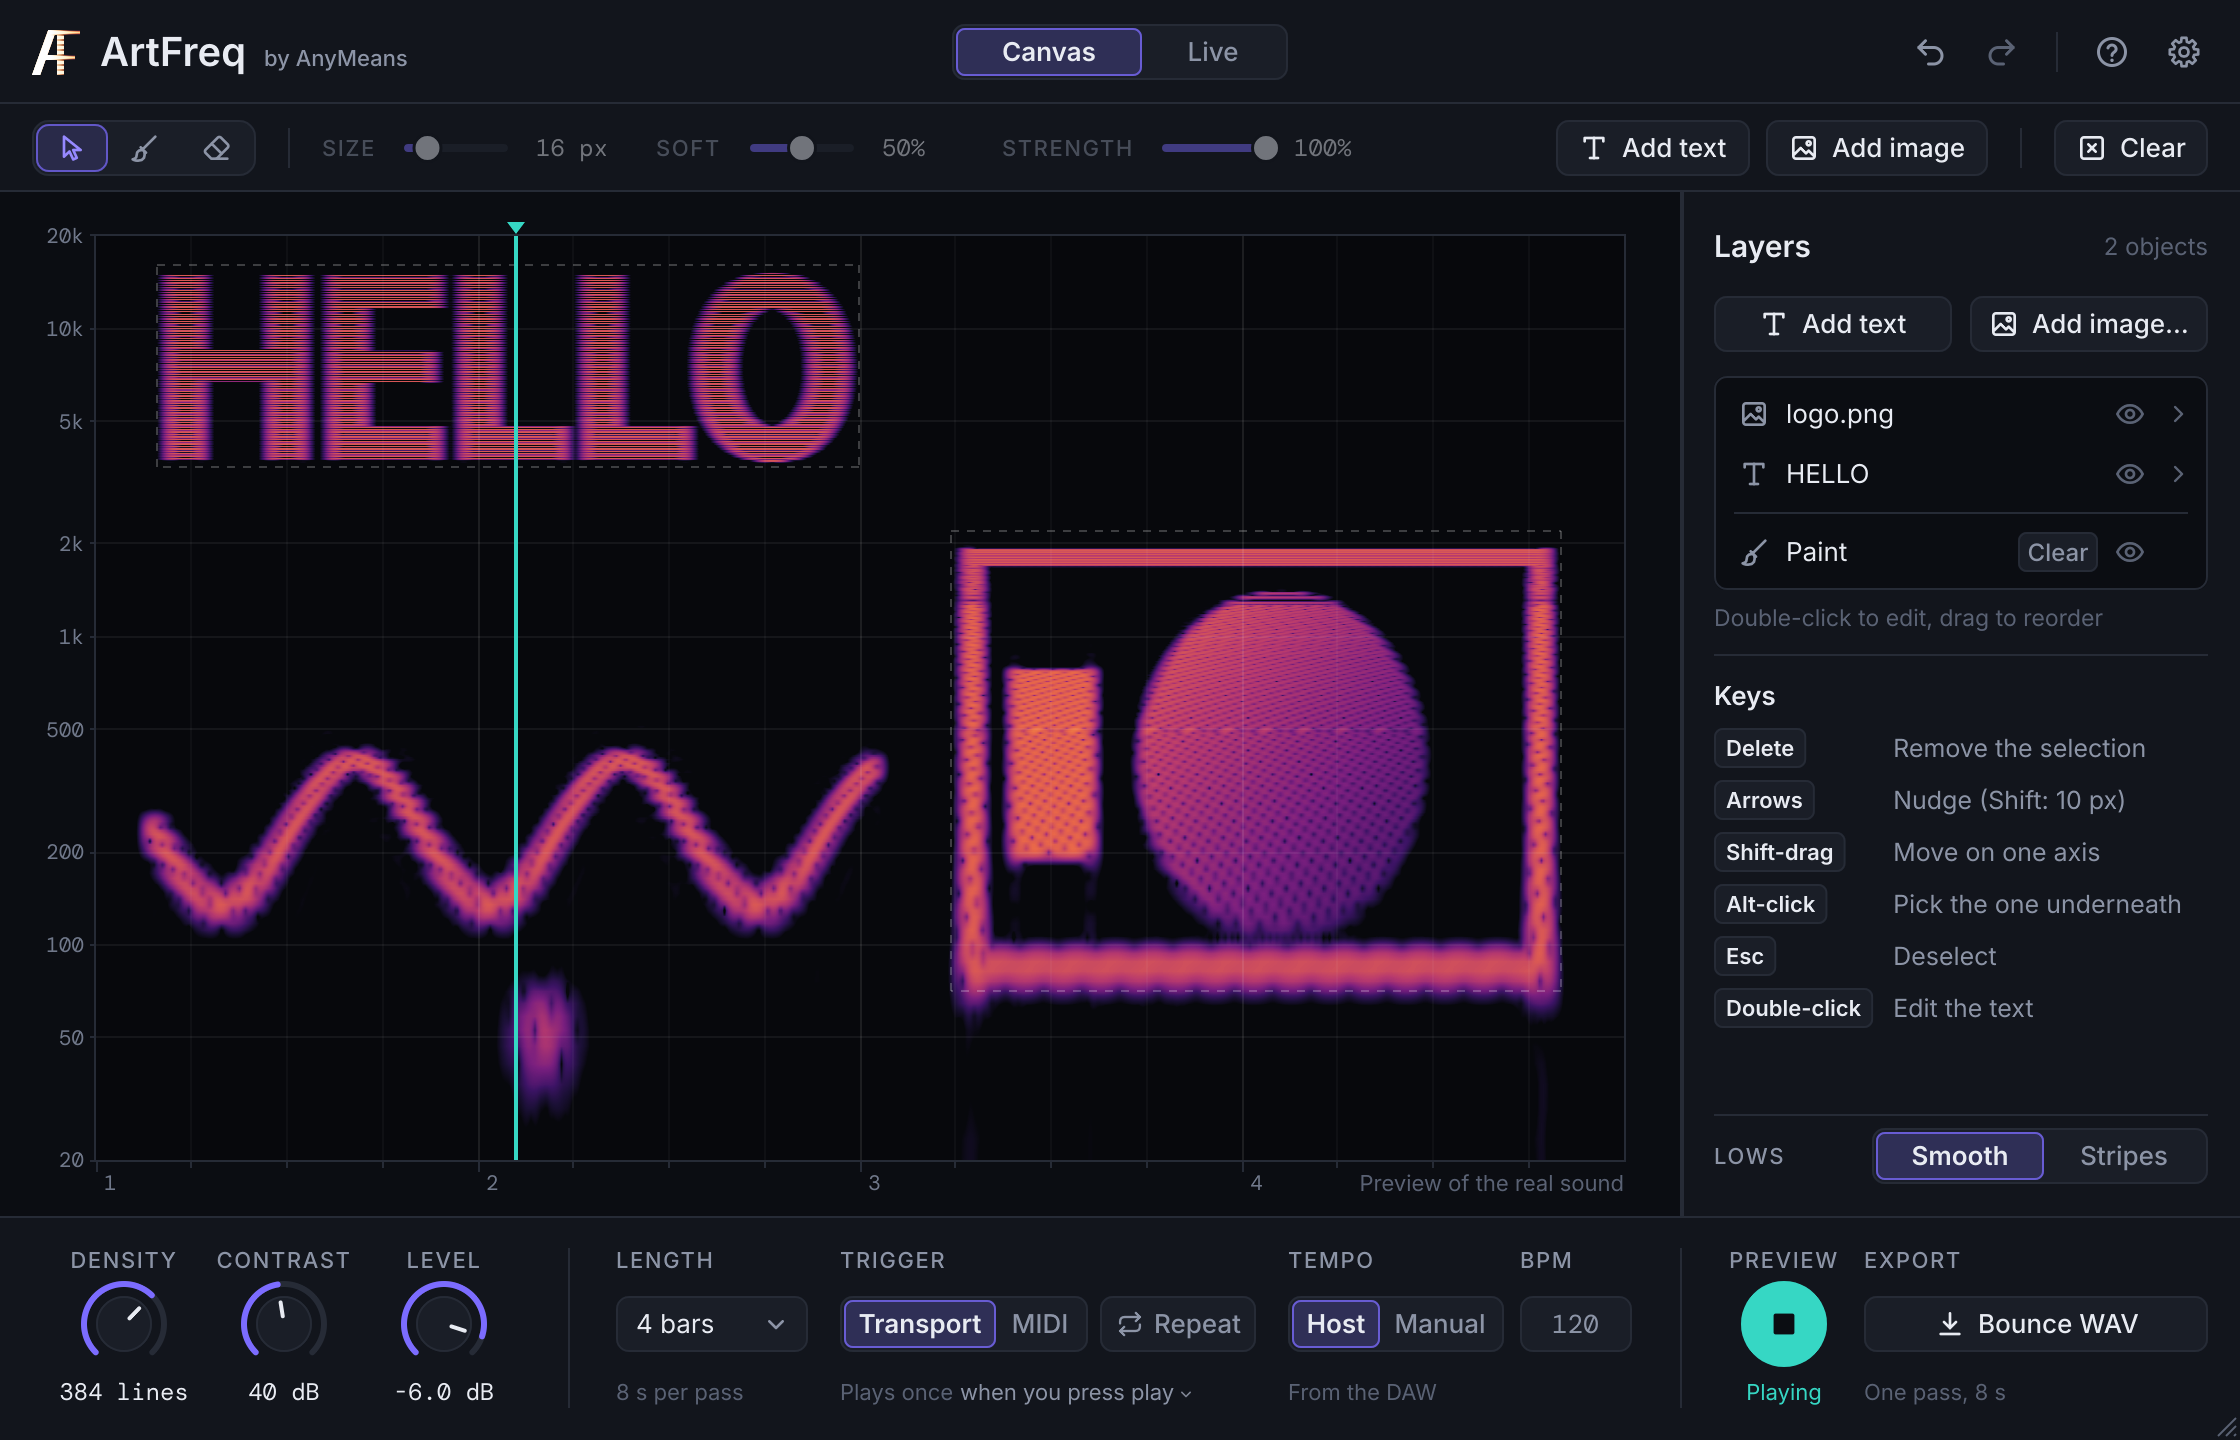 ArtFreq by AnyMeans
Canvas Live
SIZE 16 px SOFT 50% STRENGTH 100%
Add text Add image Clear
20k
10k
5k
2k
1k
500
200
100
50
20
HELLO
1 2 3 4 Preview of the real sound
Layers 2 objects
Add text Add image...
logo.png
HELLO
Paint Clear
Double-click to edit, drag to reorder
Keys
Delete Remove the selection
Arrows Nudge (Shift: 10 px)
Shift-drag Move on one axis
Alt-click Pick the one underneath
Esc Deselect
Double-click Edit the text
LOWS Smooth Stripes
DENSITY CONTRAST LEVEL LENGTH TRIGGER TEMPO BPM PREVIEW EXPORT
4 bars Transport MIDI Repeat Host Manual 120 Bounce WAV
384 lines 40 dB -6.0 dB 8 s per pass Plays once when you press play From the DAW Playing One pass, 8 s